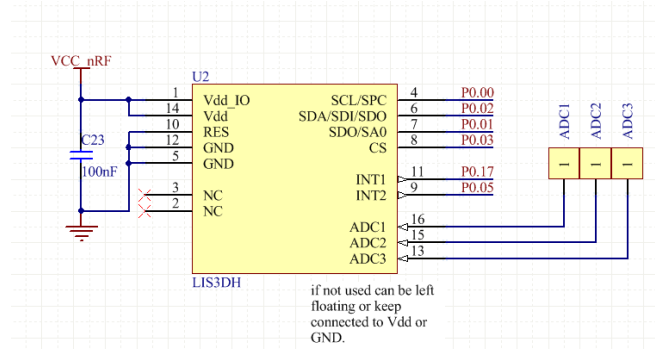 VCC_nRF
U2
1 Vdd_IO SCL/SPC 4 P0.00
14 Vdd SDA/SDI/SDO 6 P0.02
10 RES SDO/SA0 7 P0.01
12 GND CS 8 P0.03
5 GND
C23
100nF
INT1 11 P0.17
3 NC INT2 9 P0.05
2 NC
ADC1 16
ADC2 15
ADC3 13
LIS3DH
ADC1 ADC2 ADC3
1 1 1
if not used can be left
floating or keep
connected to Vdd or
GND.